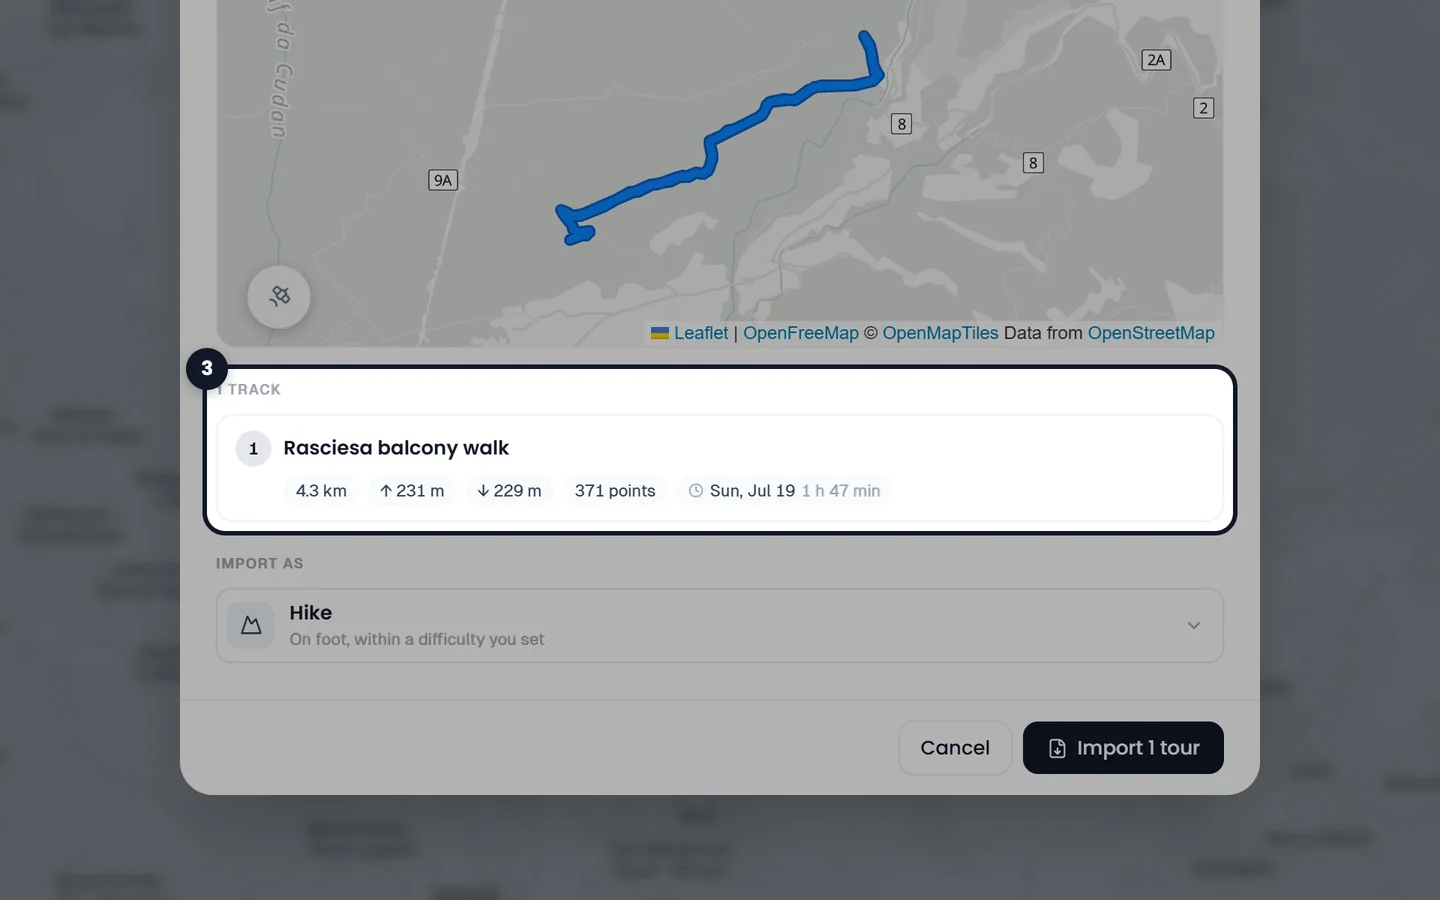 da Cudan
2A
2
8
8
9A
Leaflet | OpenFreeMap © OpenMapTiles Data from OpenStreetMap
3
1 TRACK
1 Rasciesa balcony walk
4.3 km ↑ 231 m ↓ 229 m 371 points Sun, Jul 19 1 h 47 min
IMPORT AS
Hike
On foot, within a difficulty you set
Cancel Import 1 tour